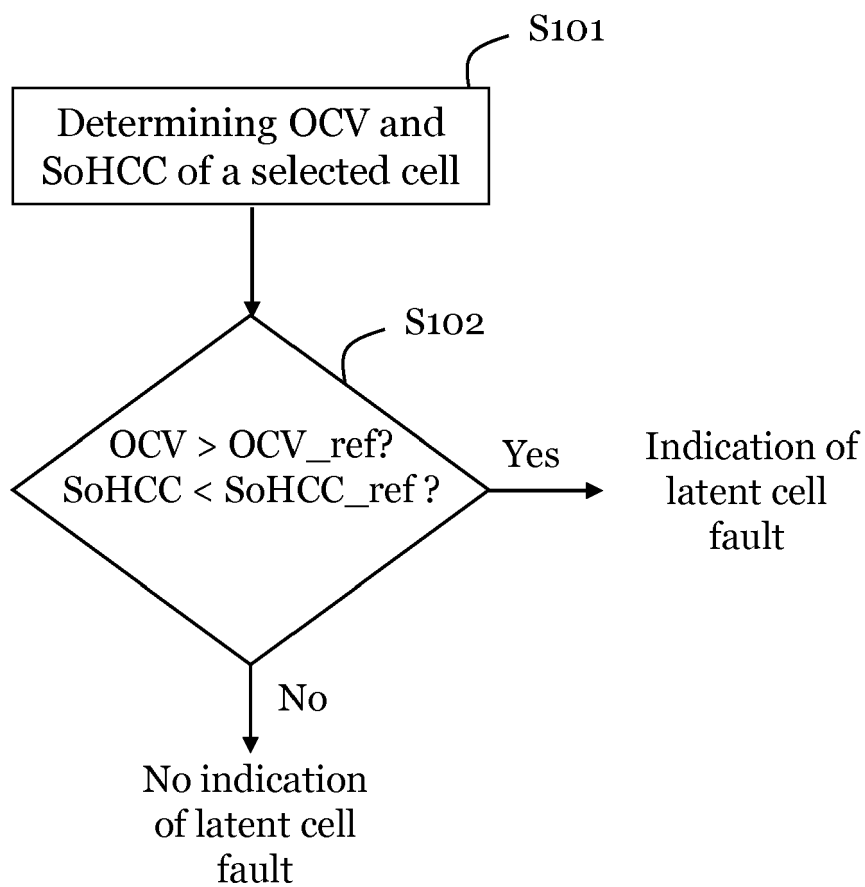 S101
Determining OCV and
SoHCC of a selected cell
S102
OCV > OCV_ref?
SoHCC < SoHCC_ref ?
Yes
Indication of
latent cell
fault
No
No indication
of latent cell
fault